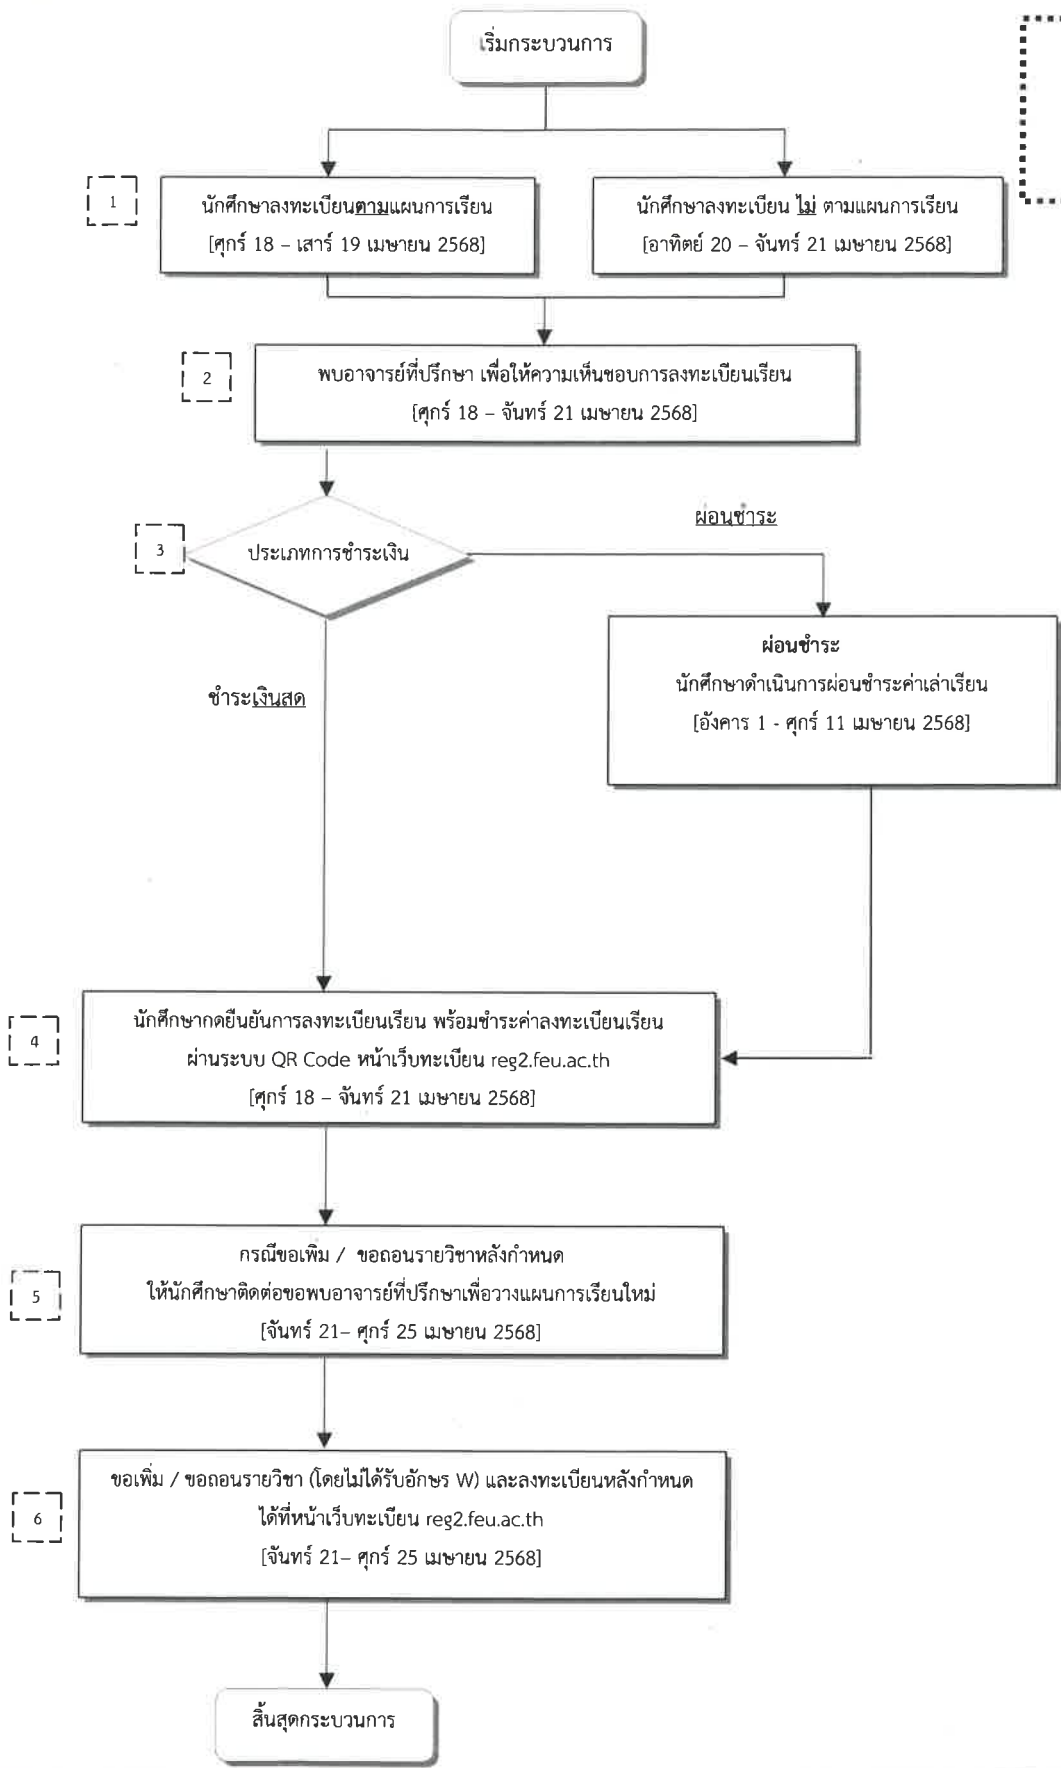 เริ่มกระบวนการ
1
นักศึกษาลงทะเบียนตามแผนการเรียน
[ศุกร์ 18 – เสาร์ 19 เมษายน 2568]
นักศึกษาลงทะเบียน ไม่ ตามแผนการเรียน
[อาทิตย์ 20 – จันทร์ 21 เมษายน 2568]
2
พบอาจารย์ที่ปรึกษา เพื่อให้ความเห็นชอบการลงทะเบียนเรียน
[ศุกร์ 18 – จันทร์ 21 เมษายน 2568]
3
ประเภทการชำระเงิน
ผ่อนชำระ
ผ่อนชำระ
นักศึกษาดำเนินการผ่อนชำระค่าเล่าเรียน
[อังคาร 1 - ศุกร์ 11 เมษายน 2568]
ชำระเงินสด
4
นักศึกษากดยืนยันการลงทะเบียนเรียน พร้อมชำระค่าลงทะเบียนเรียน
ผ่านระบบ QR Code หน้าเว็บทะเบียน reg2.feu.ac.th
[ศุกร์ 18 – จันทร์ 21 เมษายน 2568]
5
กรณีขอเพิ่ม / ขอถอนรายวิชาหลังกำหนด
ให้นักศึกษาติดต่อขอพบอาจารย์ที่ปรึกษาเพื่อวางแผนการเรียนใหม่
[จันทร์ 21– ศุกร์ 25 เมษายน 2568]
6
ขอเพิ่ม / ขอถอนรายวิชา (โดยไม่ได้รับอักษร W) และลงทะเบียนหลังกำหนด
ได้ที่หน้าเว็บทะเบียน reg2.feu.ac.th
[จันทร์ 21– ศุกร์ 25 เมษายน 2568]
สิ้นสุดกระบวนการ